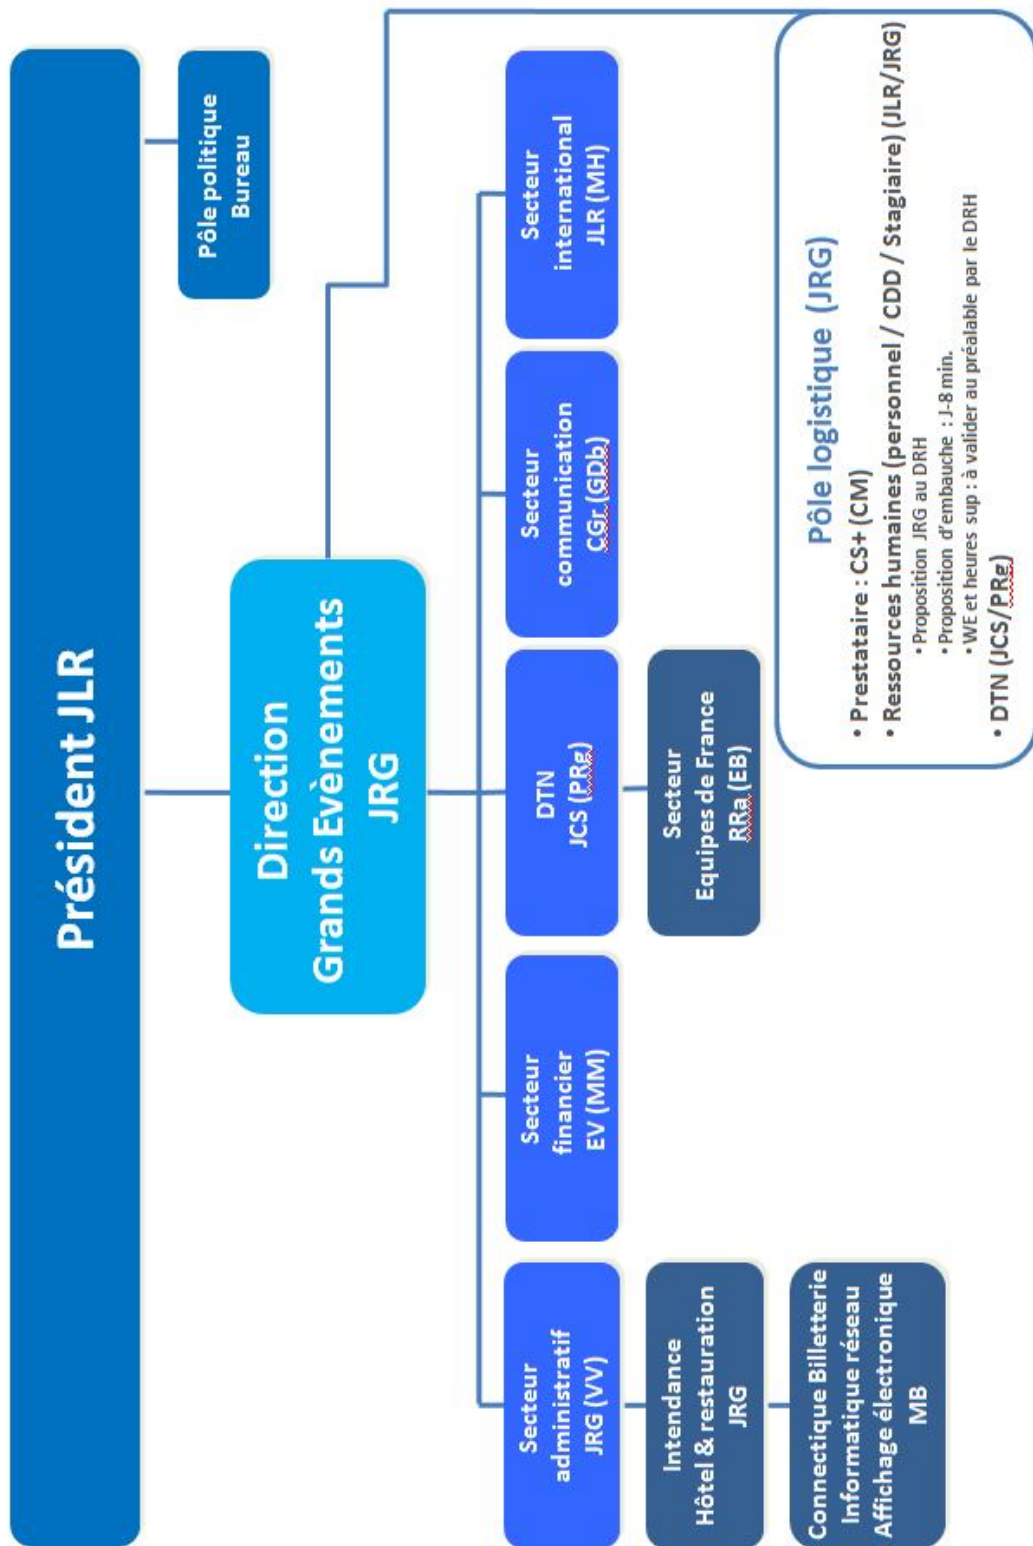 Président JLR
Pôle politique
Bureau
Direction
Grands Evènements
JRG
Secteur
administratif
JRG (VV)
Secteur
financier
EV (MM)
DTN
JCS (PRg)
Secteur
communication
CGr (GDb)
Secteur
international
JLR (MH)
Intendance
Hôtel & restauration
JRG
Secteur
Equipes de France
RRa (EB)
Connectique Billetterie
Informatique réseau
Affichage électronique
MB
Pôle logistique (JRG)
• Prestataire : CS+ (CM)
• Ressources humaines (personnel / CDD / Stagiaire) (JLR/JRG)
• Proposition JRG au DRH
• Proposition d'embauche : J-8 min.
• WE et heures sup : à valider au préalable par le DRH
• DTN (JCS/PRg)